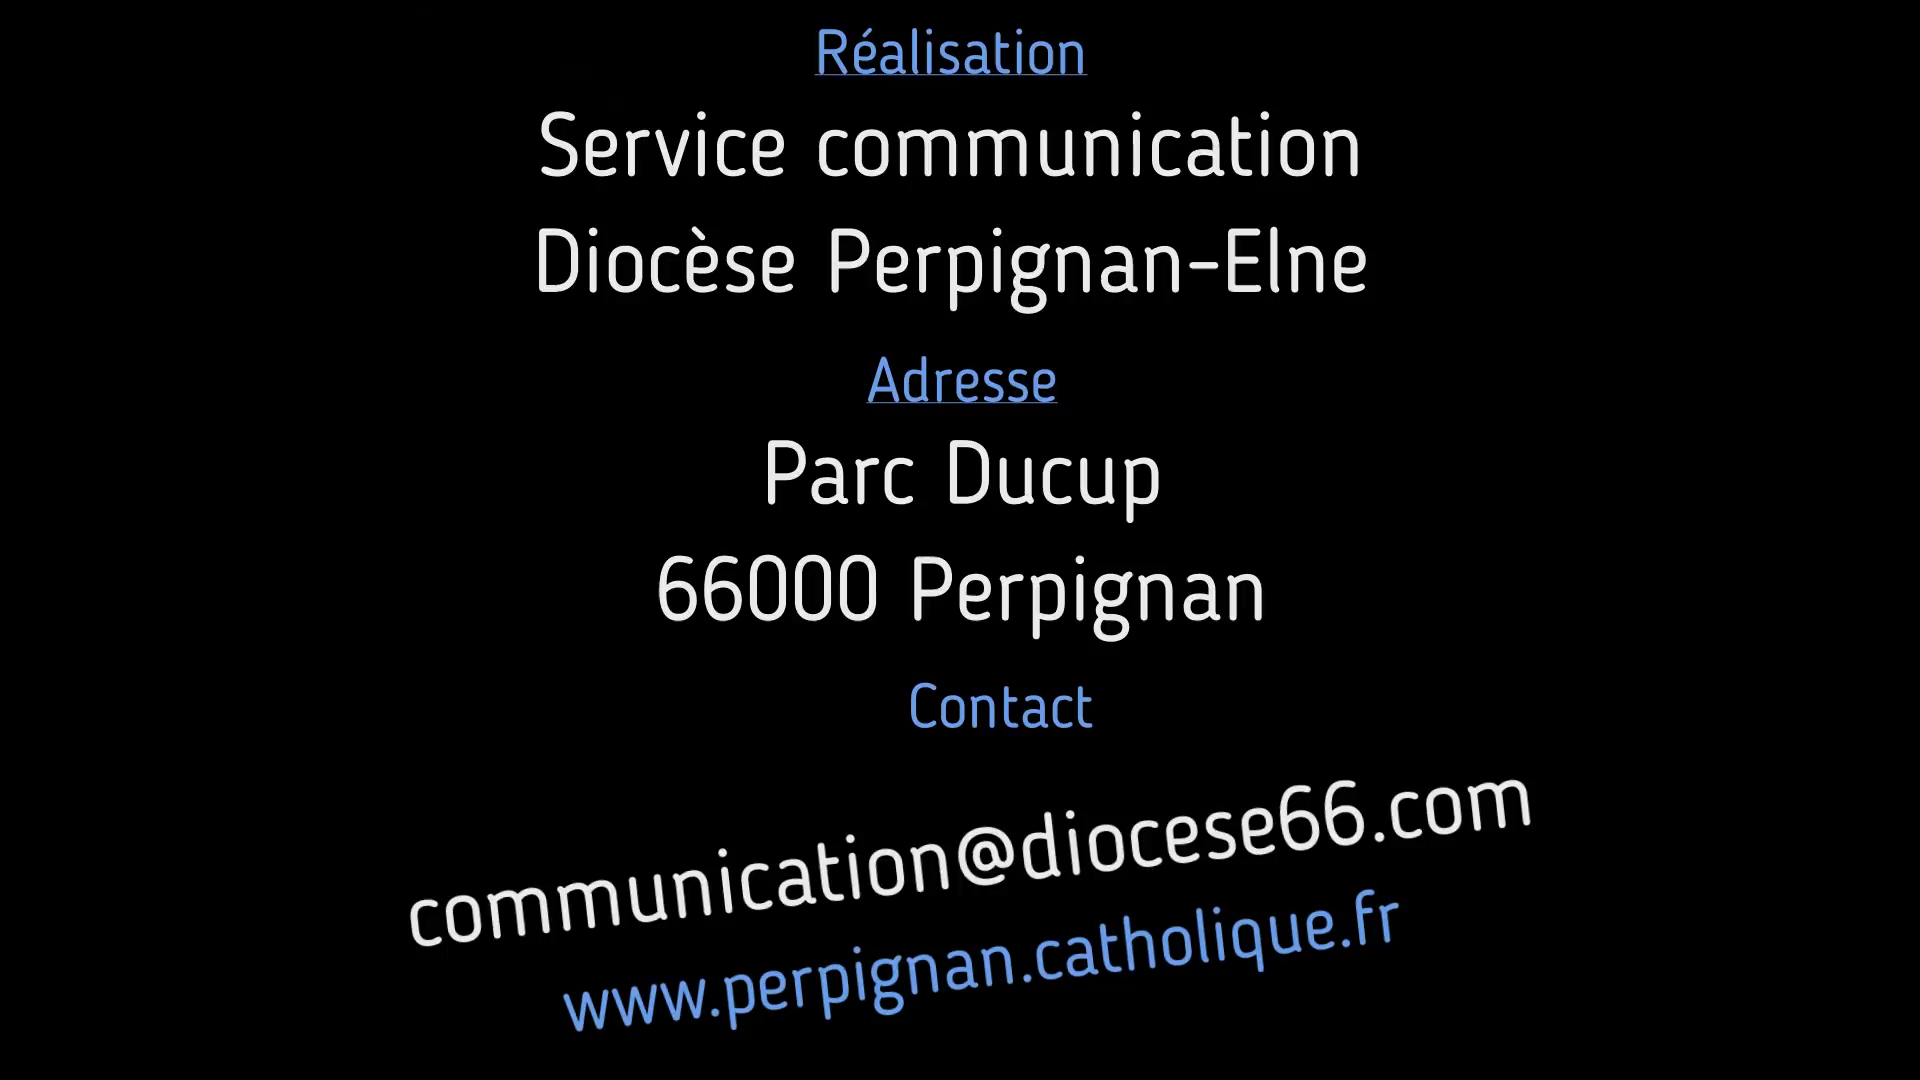 Réalisation
Service communication
Diocèse Perpignan-Elne
Adresse
Parc Ducup
66000 Perpignan
Contact
communication@diocese66.com
www.perpignan.catholique.fr